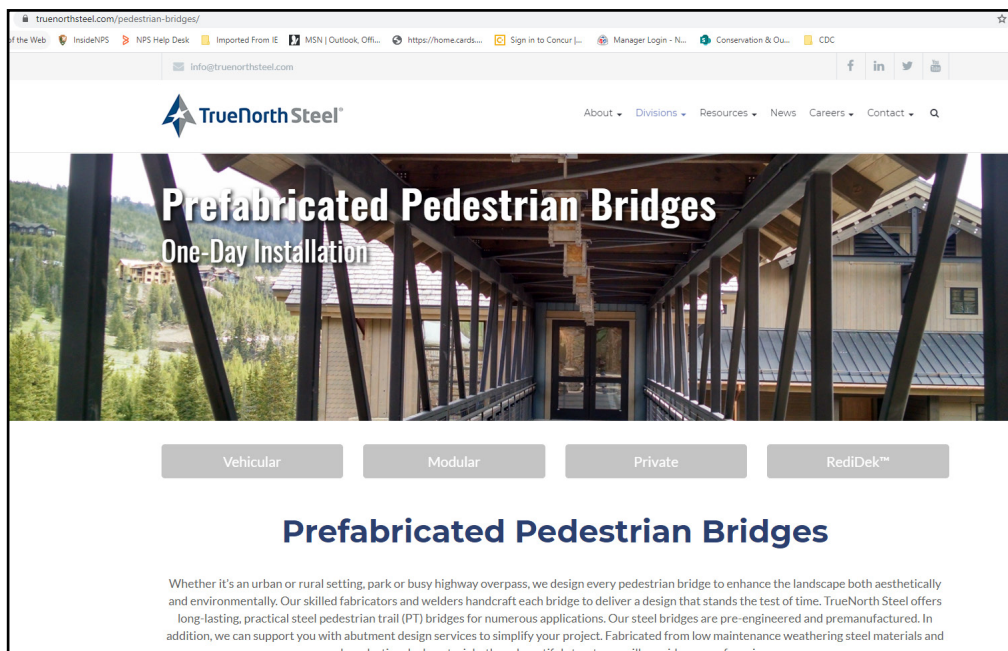 truenorthsteel.com/pedestrian-bridges/
of the Web InsideNPS NPS Help Desk Imported From IE MSN | Outlook, Offi... https://home.cards.... Sign in to Concur |... Manager Login - N... Conservation & Ou... CDC
info@truenorthsteel.com
TrueNorth Steel®
About Divisions Resources News Careers Contact
Prefabricated Pedestrian Bridges
One-Day Installation
Vehicular Modular Private RediDek™
Prefabricated Pedestrian Bridges
Whether it's an urban or rural setting, park or busy highway overpass, we design every pedestrian bridge to enhance the landscape both aesthetically
and environmentally. Our skilled fabricators and welders handcraft each bridge to deliver a design that stands the test of time. TrueNorth Steel offers
long-lasting, practical steel pedestrian trail (PT) bridges for numerous applications. Our steel bridges are pre-engineered and premanufactured. In
addition, we can support you with abutment design services to simplify your project. Fabricated from low maintenance weathering steel materials and